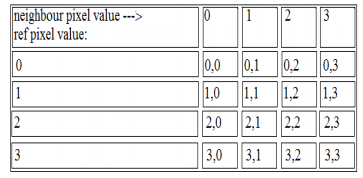 neighbour pixel value ---> 0 1 2 3
ref pixel value:
0 0,0 0,1 0,2 0,3
1 1,0 1,1 1,2 1,3
2 2,0 2,1 2,2 2,3
3 3,0 3,1 3,2 3,3